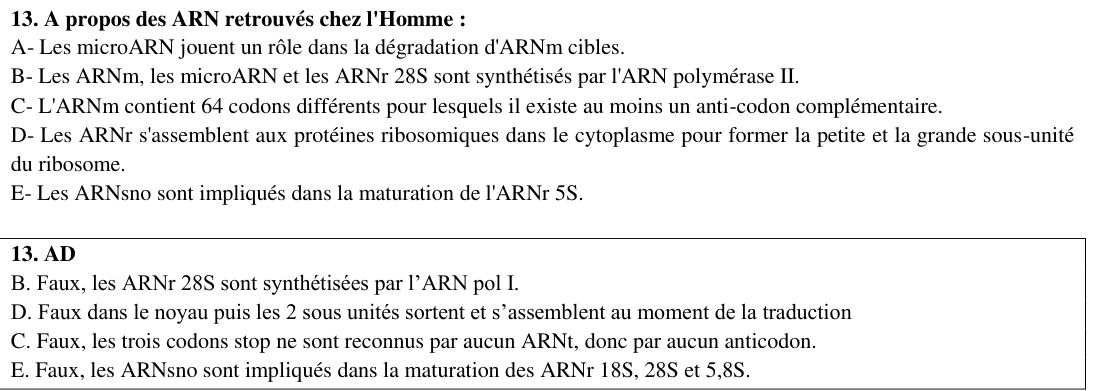 13. A propos des ARN retrouvés chez l'Homme :
A- Les microARN jouent un rôle dans la dégradation d'ARNm cibles.
B- Les ARNm, les microARN et les ARNr 28S sont synthétisés par l'ARN polymérase II.
C- L'ARNm contient 64 codons différents pour lesquels il existe au moins un anti-codon complémentaire.
D- Les ARNr s'assemblent aux protéines ribosomiques dans le cytoplasme pour former la petite et la grande sous-unité
du ribosome.
E- Les ARNsno sont impliqués dans la maturation de l'ARNr 5S.
13. AD
B. Faux, les ARNr 28S sont synthétisées par l’ARN pol I.
D. Faux dans le noyau puis les 2 sous unités sortent et s’assemblent au moment de la traduction
C. Faux, les trois codons stop ne sont reconnus par aucun ARNt, donc par aucun anticodon.
E. Faux, les ARNsno sont impliqués dans la maturation des ARNr 18S, 28S et 5,8S.